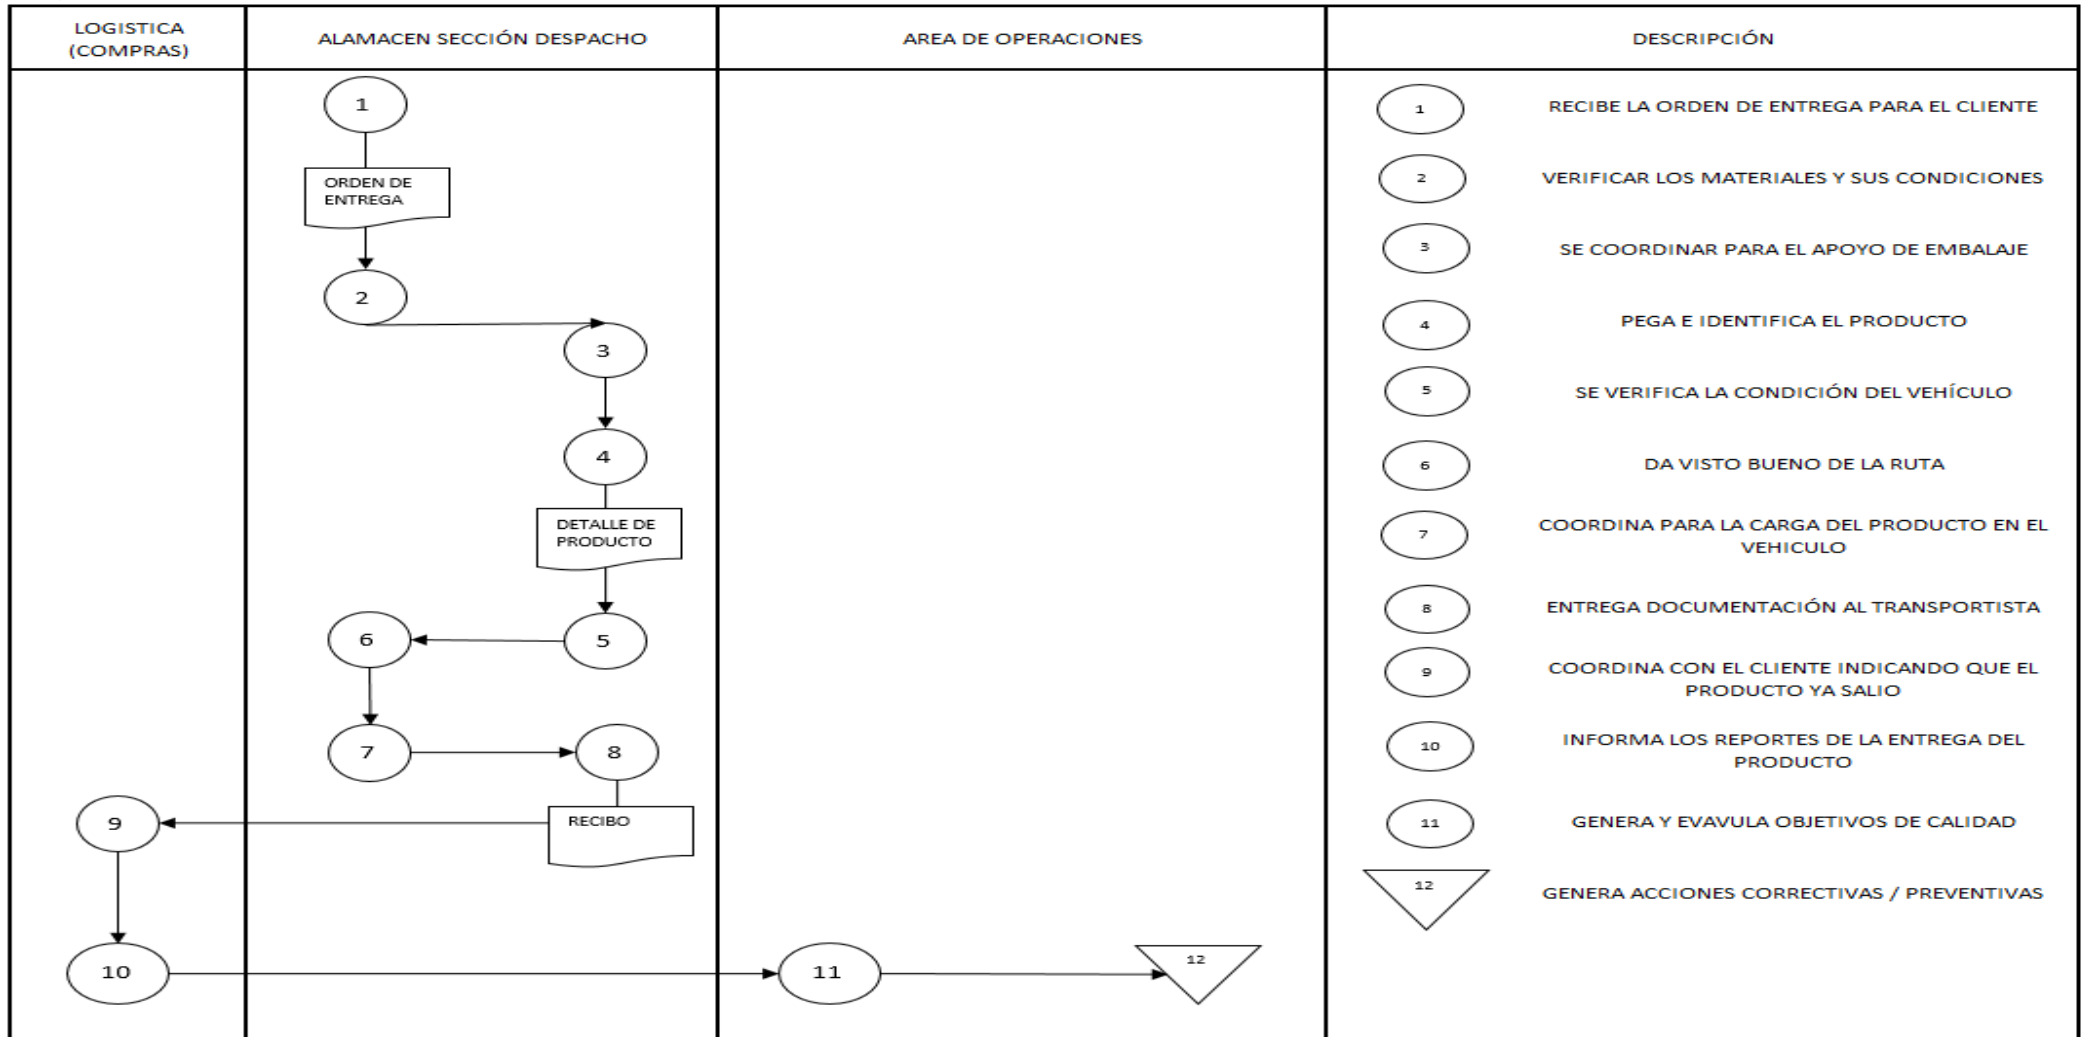 LOGISTICA
(COMPRAS)
ALAMACEN SECCIÓN DESPACHO
AREA DE OPERACIONES
DESCRIPCIÓN
1
ORDEN DE
ENTREGA
2
3
4
DETALLE DE
PRODUCTO
6
5
7
8
9
RECIBO
10
11
12
1 RECIBE LA ORDEN DE ENTREGA PARA EL CLIENTE
2 VERIFICAR LOS MATERIALES Y SUS CONDICIONES
3 SE COORDINAR PARA EL APOYO DE EMBALAJE
4 PEGA E IDENTIFICA EL PRODUCTO
5 SE VERIFICA LA CONDICIÓN DEL VEHÍCULO
6 DA VISTO BUENO DE LA RUTA
7 COORDINA PARA LA CARGA DEL PRODUCTO EN EL
VEHICULO
8 ENTREGA DOCUMENTACIÓN AL TRANSPORTISTA
9 COORDINA CON EL CLIENTE INDICANDO QUE EL
PRODUCTO YA SALIO
10 INFORMA LOS REPORTES DE LA ENTREGA DEL
PRODUCTO
11 GENERA Y EVAVULA OBJETIVOS DE CALIDAD
12 GENERA ACCIONES CORRECTIVAS / PREVENTIVAS